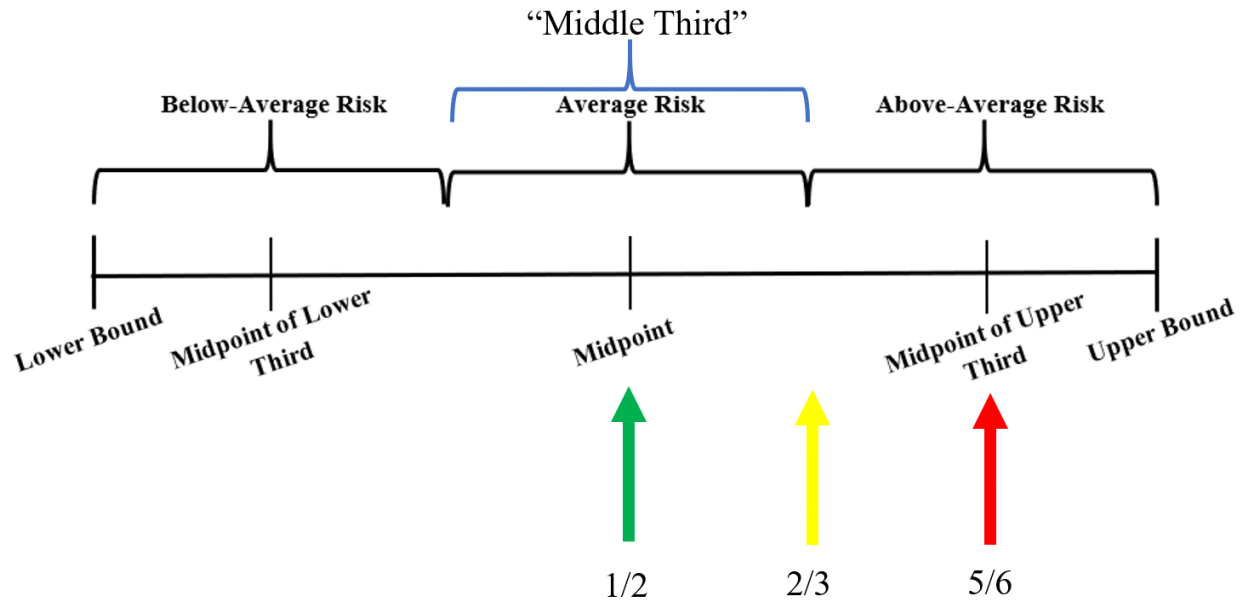 “Middle Third”
Below-Average Risk
Average Risk
Above-Average Risk
Lower Bound
Midpoint of Lower
Third
Midpoint
Midpoint of Upper
Third
Upper Bound
1/2
2/3
5/6